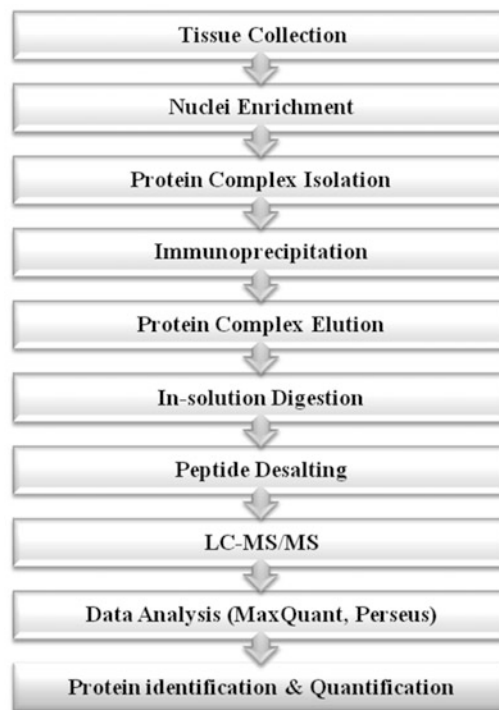 Tissue Collection
Nuclei Enrichment
Protein Complex Isolation
Immunoprecipitation
Protein Complex Elution
In-solution Digestion
Peptide Desalting
LC-MS/MS
Data Analysis (MaxQuant, Perseus)
Protein identification & Quantification